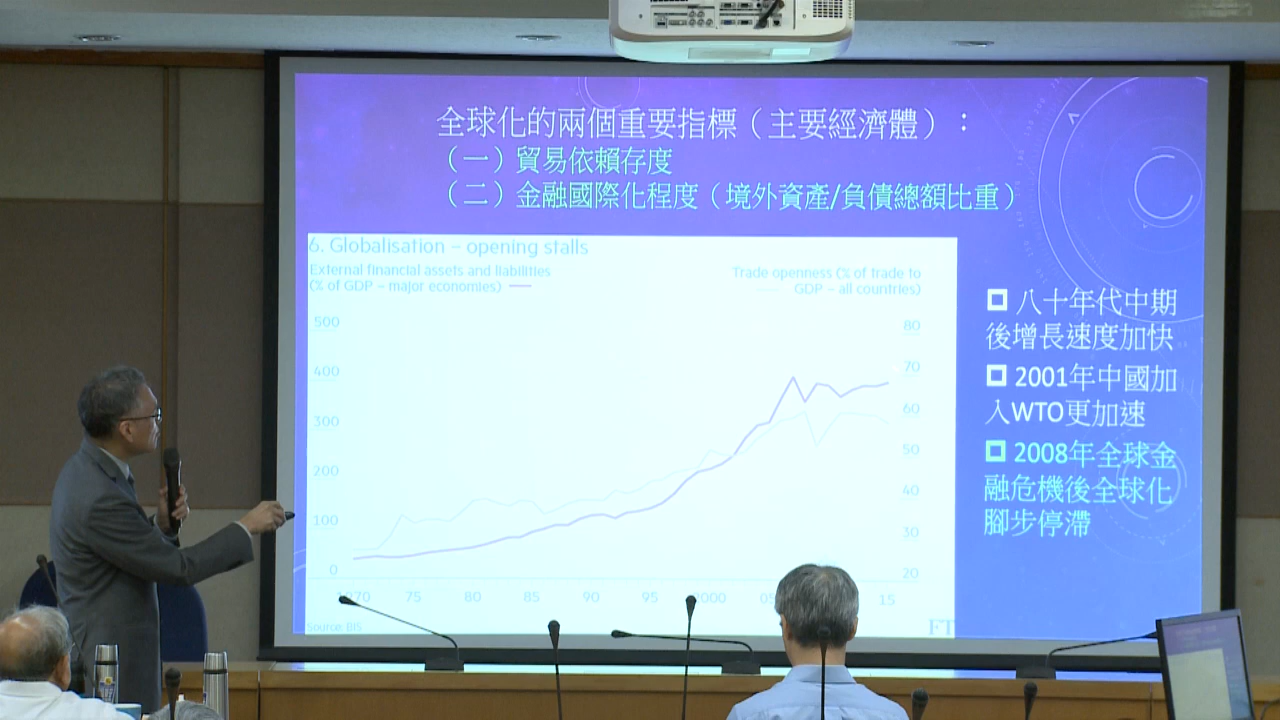 全球化的兩個重要指標（主要經濟體）：
（一）貿易依賴存度
（二）金融國際化程度（境外資產/負債總額比重）
6. Globalisation – opening stalls
External financial assets and liabilities
(% of GDP – major economies)
Trade openness (% of trade to
GDP – all countries)
500
400
300
200
100
0
80
70
60
50
40
30
20
75
80
85
90
95
15
Source: BIS
FT
八十年代中期
後增長速度加快
2001年中國加
入WTO更加速
2008年全球金
融危機後全球化
腳步停滯